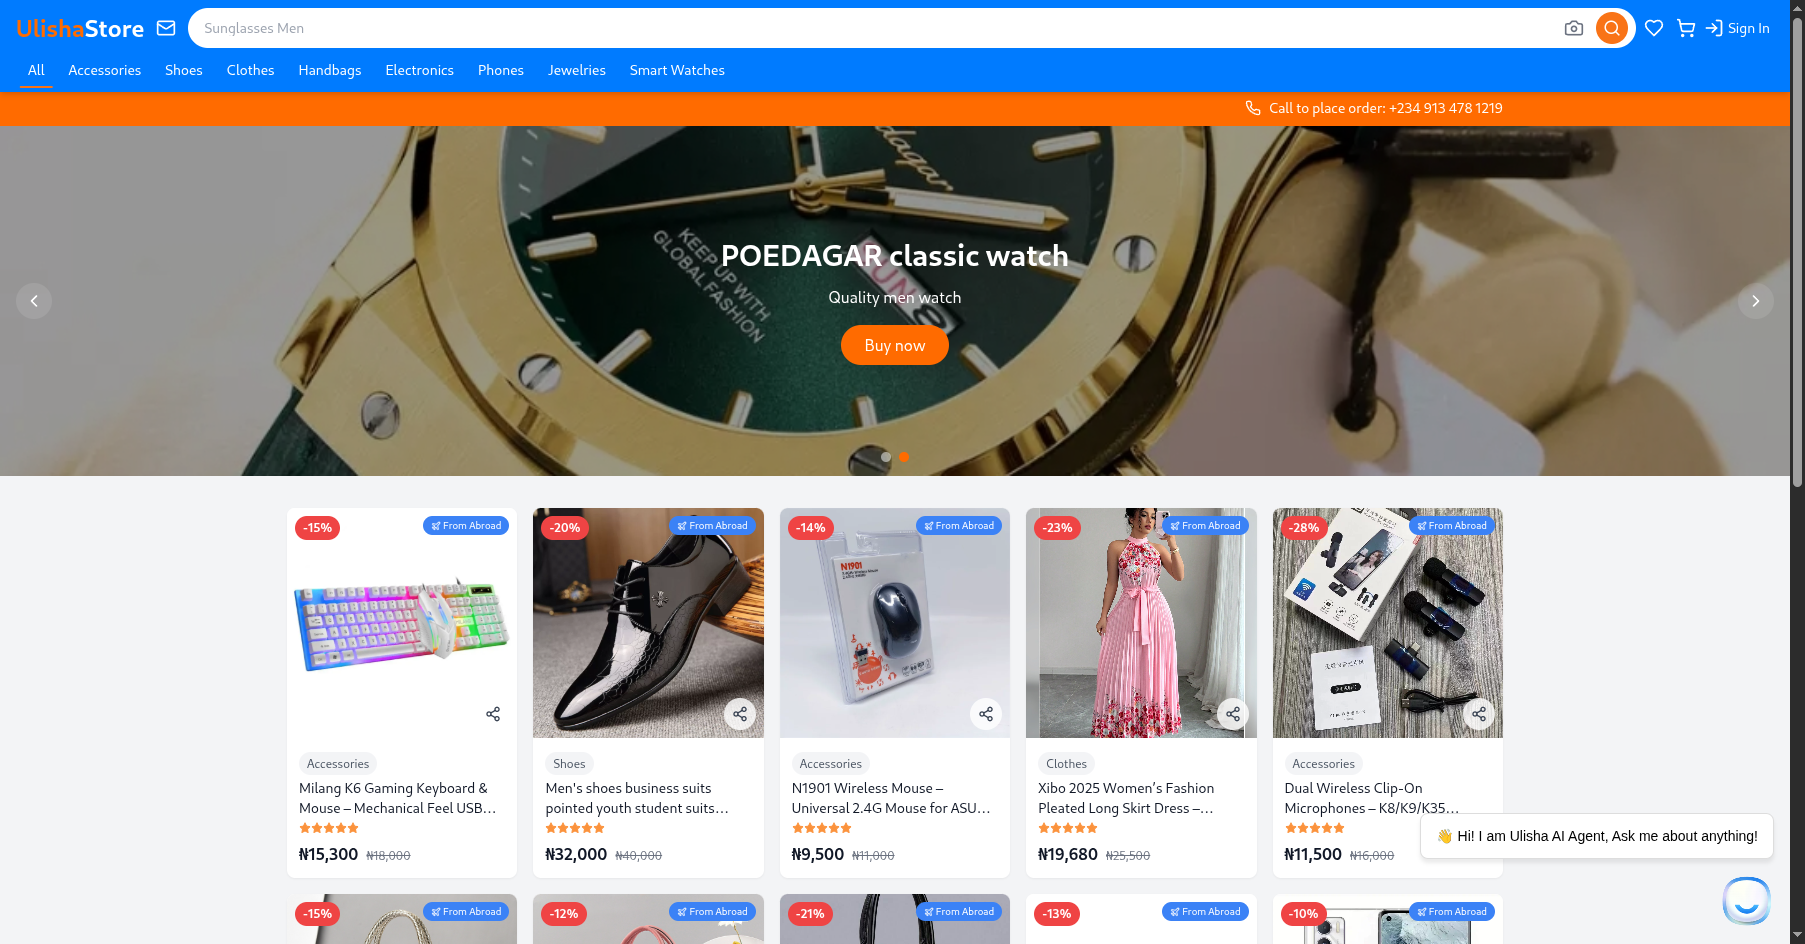 UlishaStore
Sunglasses Men
Sign In
All Accessories Shoes Clothes Handbags Electronics Phones Jewelries Smart Watches
Call to place order: +234 913 478 1219
KEEP UP WITH
GLOBAL FASHION
POEDAGAR classic watch
Quality men watch
Buy now
-15% From Abroad
Accessories
Milang K6 Gaming Keyboard &
Mouse – Mechanical Feel USB...
₦15,300 ₦18,000
-20% From Abroad
Shoes
Men's shoes business suits
pointed youth student suits...
₦32,000 ₦40,000
-14% From Abroad
N1901
Accessories
N1901 Wireless Mouse –
Universal 2.4G Mouse for ASU...
₦9,500 ₦11,000
-23% From Abroad
Clothes
Xibo 2025 Women’s Fashion
Pleated Long Skirt Dress –...
₦19,680 ₦25,500
-28% From Abroad
Accessories
Dual Wireless Clip-On
Microphones – K8/K9/K35...
₦11,500 ₦16,000
👋 Hi! I am Ulisha AI Agent, Ask me about anything!
-15% From Abroad
-12% From Abroad
-21% From Abroad
-13% From Abroad
-10% From Abroad